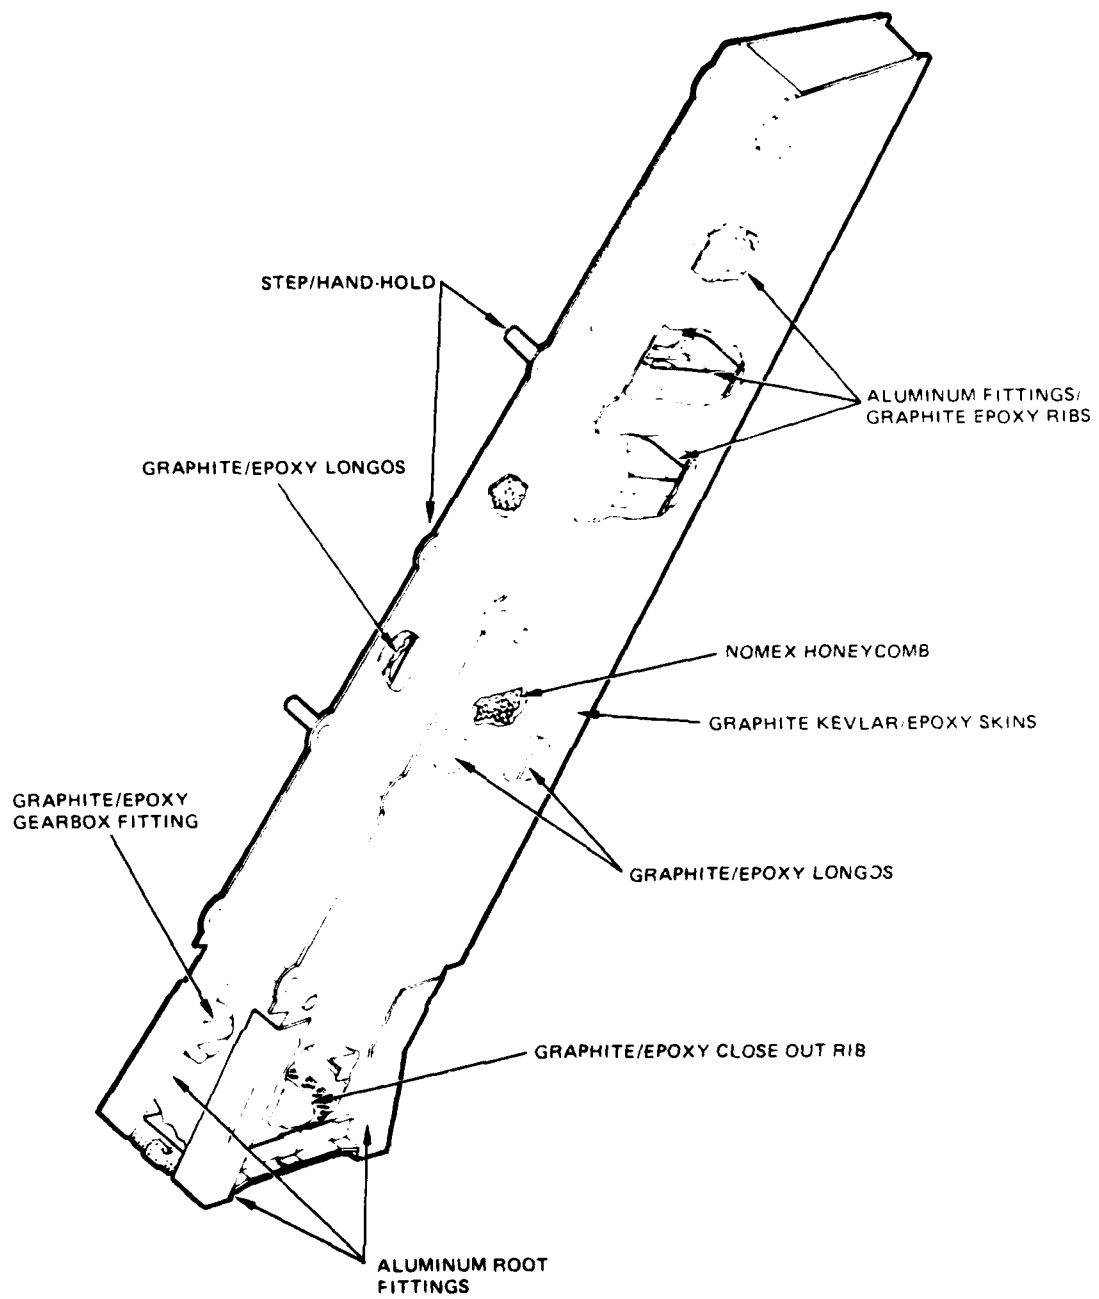 STEP/HAND-HOLD
ALUMINUM FITTINGS/
GRAPHITE EPOXY RIBS
GRAPHITE/EPOXY LONGOS
NOMEX HONEYCOMB
GRAPHITE KEVLAR/EPOXY SKINS
GRAPHITE/EPOXY
GEARBOX FITTING
GRAPHITE/EPOXY LONGOS
GRAPHITE/EPOXY CLOSE OUT RIB
ALUMINUM ROOT
FITTINGS